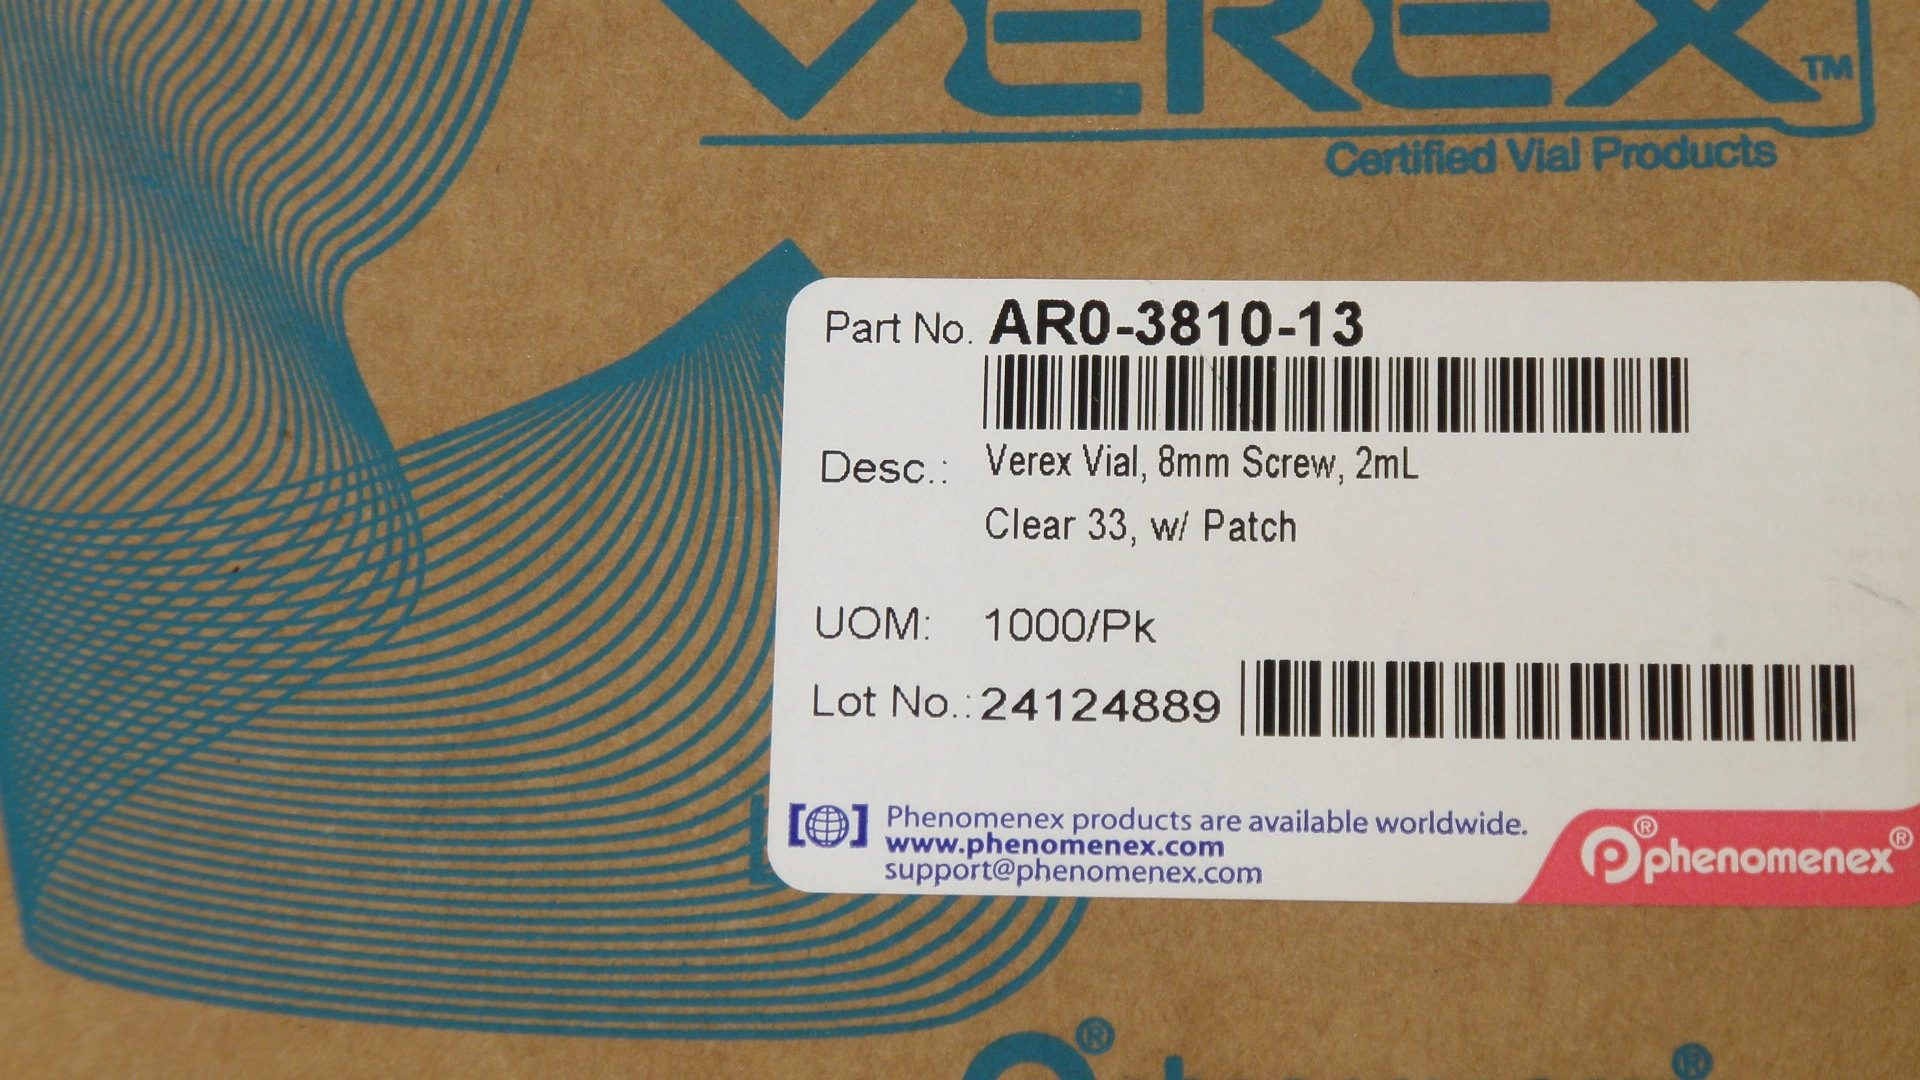 VEREX™
Certified Vial Products
Part No. AR0-3810-13
Desc.: Verex Vial, 8mm Screw, 2mL
Clear 33, w/ Patch
UOM: 1000/Pk
Lot No.: 24124889
Phenomenex products are available worldwide.
www.phenomenex.com
support@phenomenex.com
phenomenex®